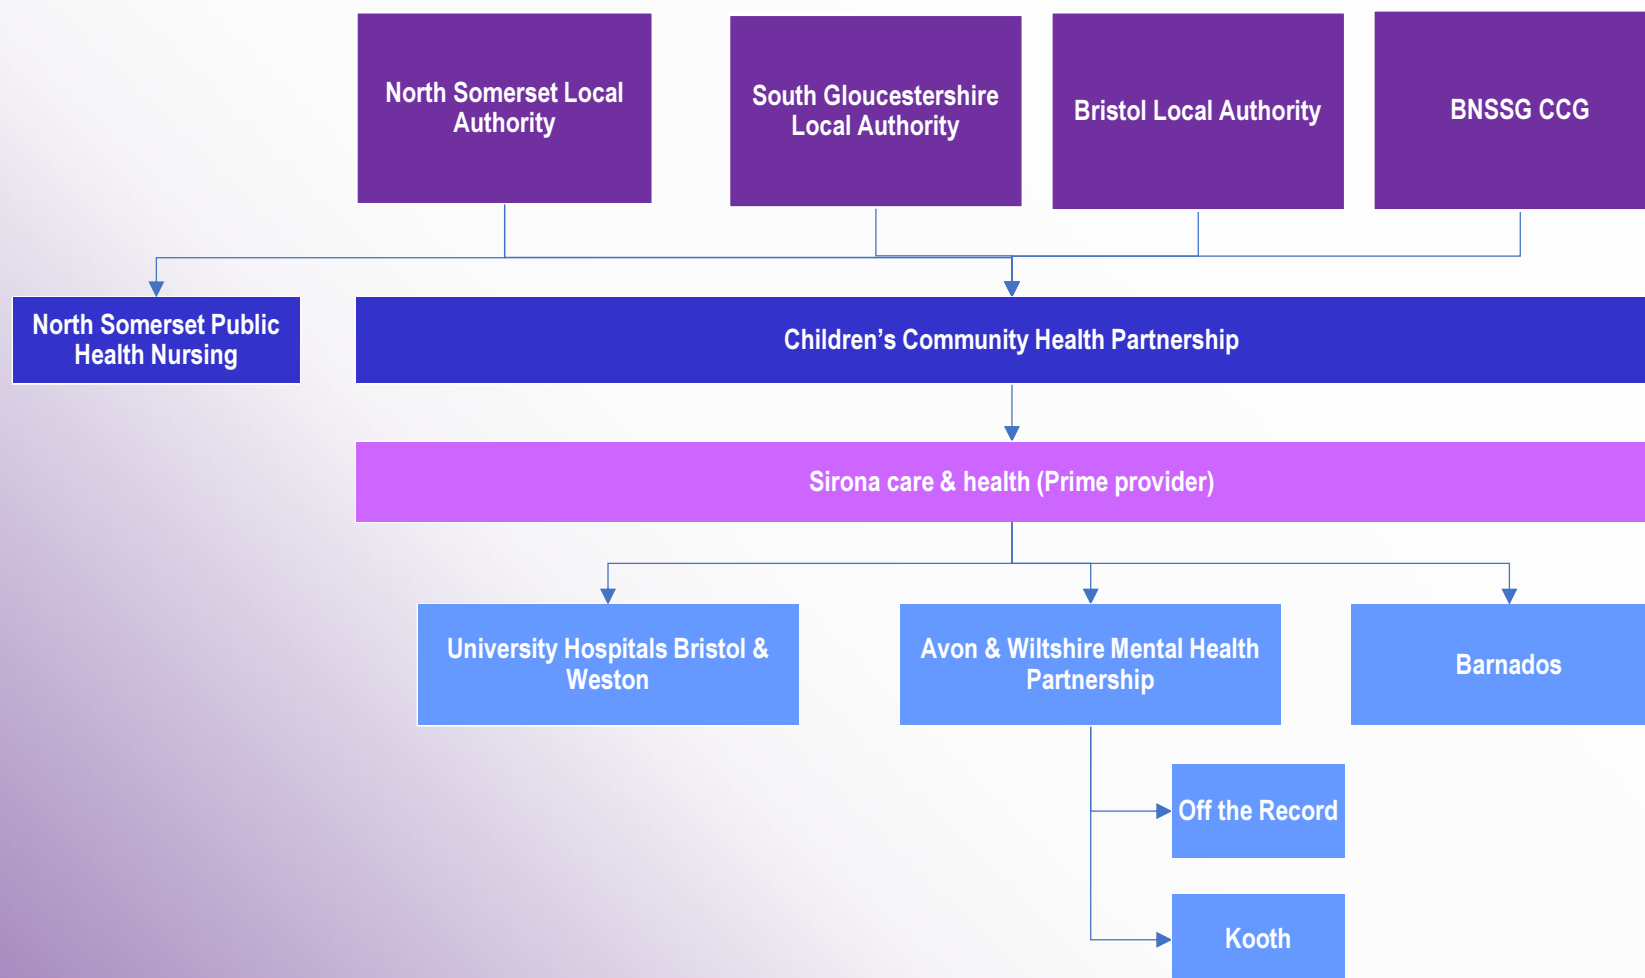 North Somerset Local
Authority
South Gloucestershire
Local Authority
Bristol Local Authority
BNSSG CCG
North Somerset Public
Health Nursing
Children’s Community Health Partnership
Sirona care & health (Prime provider)
University Hospitals Bristol &
Weston
Avon & Wiltshire Mental Health
Partnership
Barnados
Off the Record
Kooth